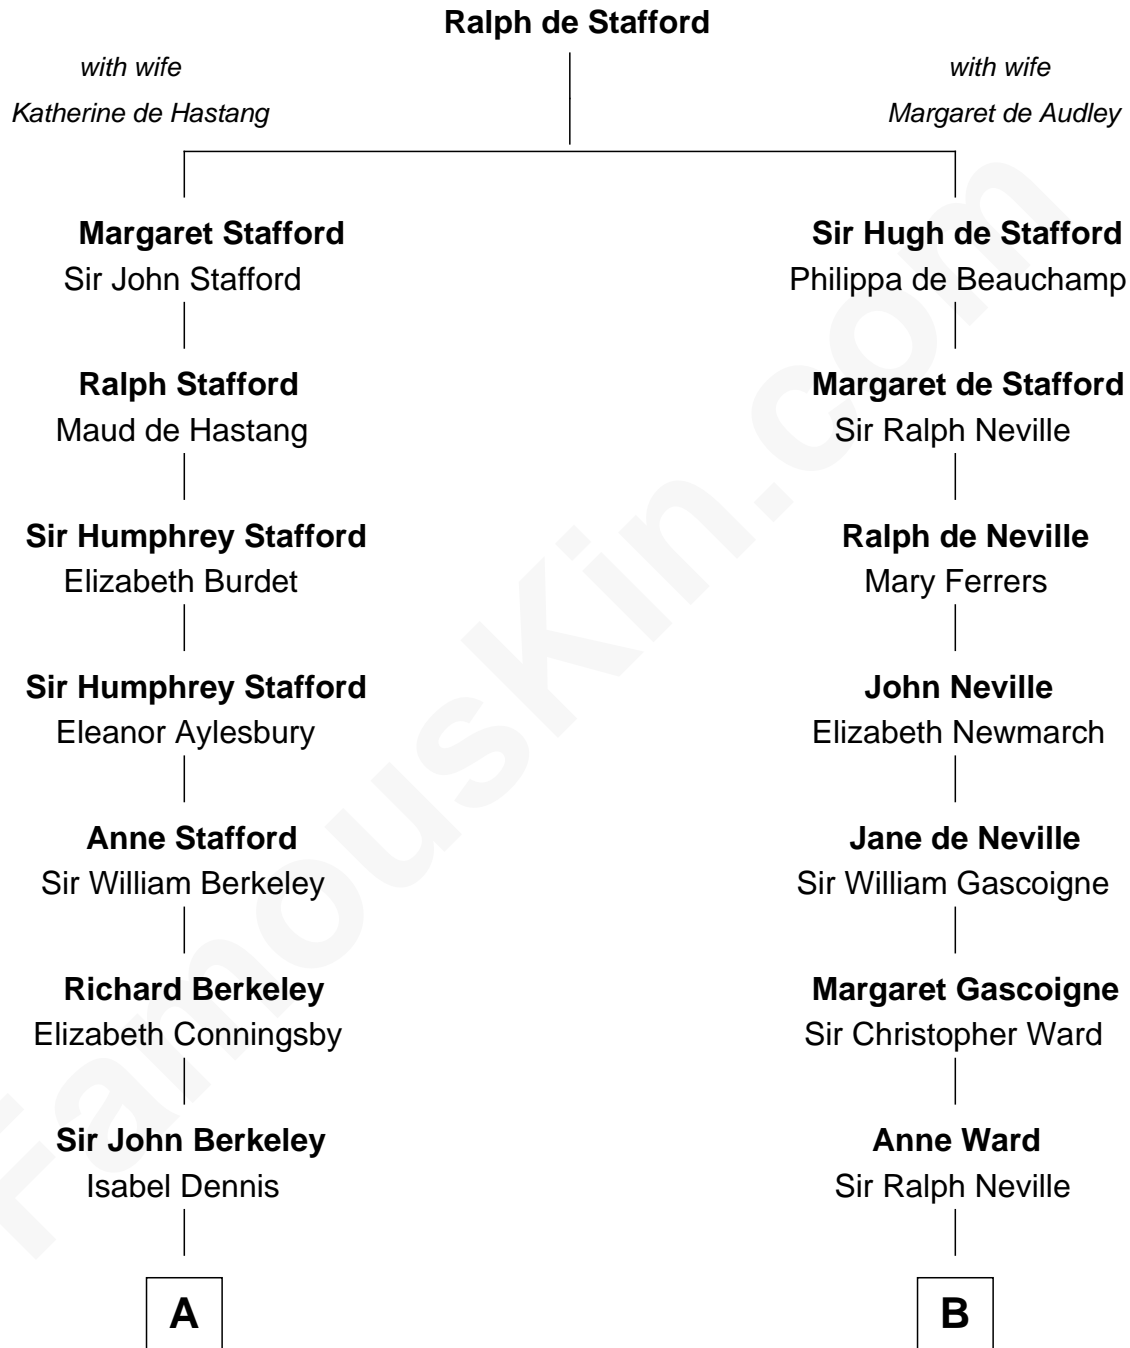 Ralph de Stafford
with wife
Katherine de Hastang
with wife
Margaret de Audley
Margaret Stafford
Sir John Stafford
Ralph Stafford
Maud de Hastang
Sir Humphrey Stafford
Elizabeth Burdet
Sir Humphrey Stafford
Eleanor Aylesbury
Anne Stafford
Sir William Berkeley
Richard Berkeley
Elizabeth Conningsby
Sir John Berkeley
Isabel Dennis
A
Sir Hugh de Stafford
Philippa de Beauchamp
Margaret de Stafford
Sir Ralph Neville
Ralph de Neville
Mary Ferrers
John Neville
Elizabeth Newmarch
Jane de Neville
Sir William Gascoigne
Margaret Gascoigne
Sir Christopher Ward
Anne Ward
Sir Ralph Neville
B
FamousKin.com